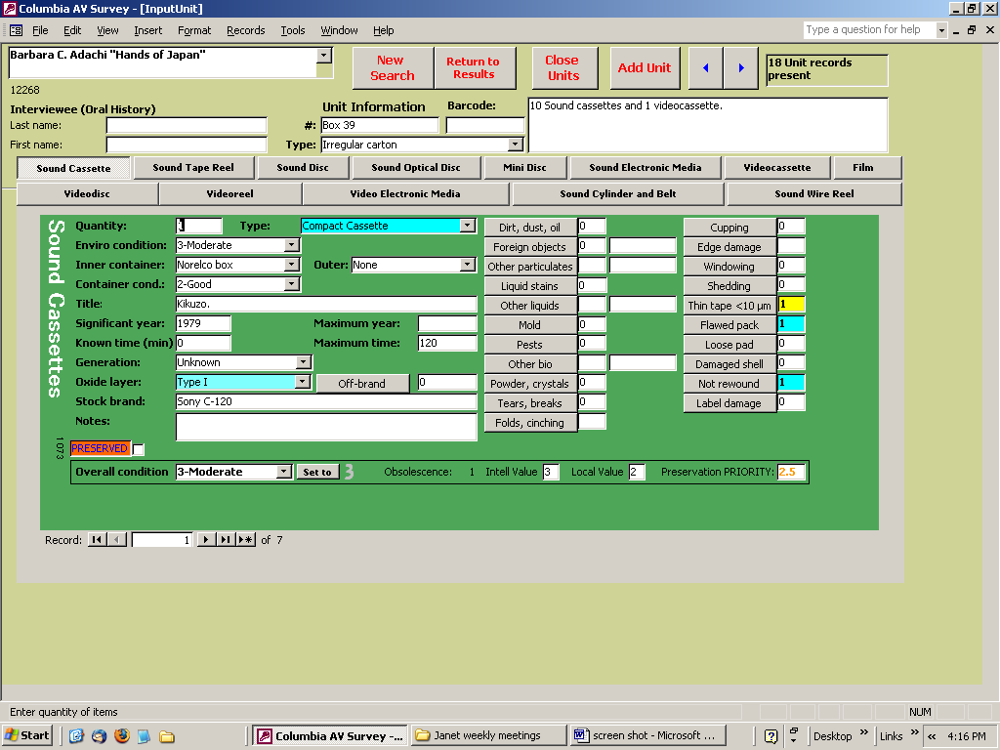 Columbia AV Survey - [InputUnit]
File Edit View Insert Format Records Tools Window Help Type a question for help
Barbara C. Adachi "Hands of Japan"
New Search
Return to Results
Close Units
Add Unit
18 Unit records present
12268
Interviewee (Oral History)
Unit Information
Barcode:
10 Sound cassettes and 1 videocassette.
Last name:
#: Box 39
First name:
Type: Irregular carton
Sound Cassette Sound Tape Reel Sound Disc Sound Optical Disc Mini Disc Sound Electronic Media Videocassette Film
Videodisc Videoreel Video Electronic Media Sound Cylinder and Belt Sound Wire Reel
Sound Cassettes
Quantity: Type: Compact Cassette
Enviro condition: 3-Moderate
Inner container: Norelco box Outer: None
Container cond.: 2-Good
Title: Kikuzo.
Significant year: 1979 Maximum year:
Known time (min) 0 Maximum time: 120
Generation: Unknown
Oxide layer: Type I Off-brand 0
Stock brand: Sony C-120
Notes:
Dirt, dust, oil 0
Foreign objects 0
Other particulates 0
Liquid stains 0
Other liquids 0
Mold 0
Pests 0
Other bio
Powder, crystals 0
Tears, breaks 0
Folds, cinching
Cupping 0
Edge damage
Windowing 0
Shedding 0
Thin tape <10 µm 1
Flawed pack 1
Loose pad 0
Damaged shell 0
Not rewound 1
Label damage 0
1073
PRESERVED
Overall condition 3-Moderate Set to 3 Obsolescence: 1 Intell Value 3 Local Value 2 Preservation PRIORITY: 2.5
Record: 1 of 7
Enter quantity of items NUM
Start Columbia AV Survey -... Janet weekly meetings screen shot - Microsoft ... Desktop » Links » « 4:16 PM